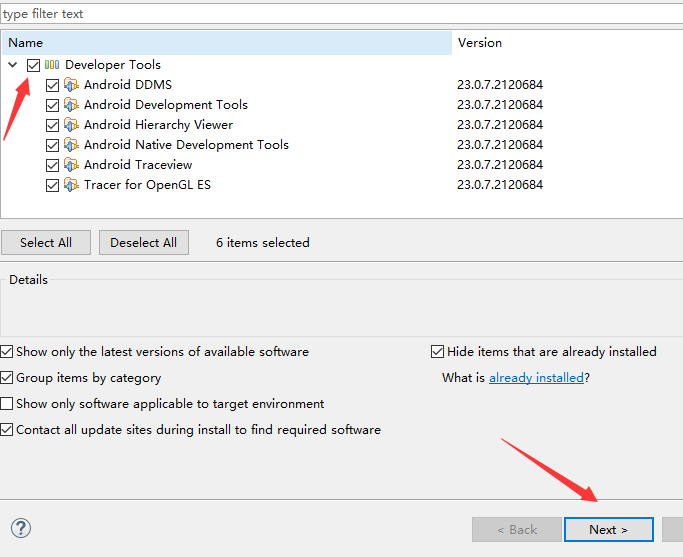 type filter text
Name Version
Developer Tools
Android DDMS 23.0.7.2120684
Android Development Tools 23.0.7.2120684
Android Hierarchy Viewer 23.0.7.2120684
Android Native Development Tools 23.0.7.2120684
Android Traceview 23.0.7.2120684
Tracer for OpenGL ES 23.0.7.2120684
Select All Deselect All 6 items selected
Details
Show only the latest versions of available software Hide items that are already installed
Group items by category What is already installed?
Show only software applicable to target environment
Contact all update sites during install to find required software
? < Back Next >